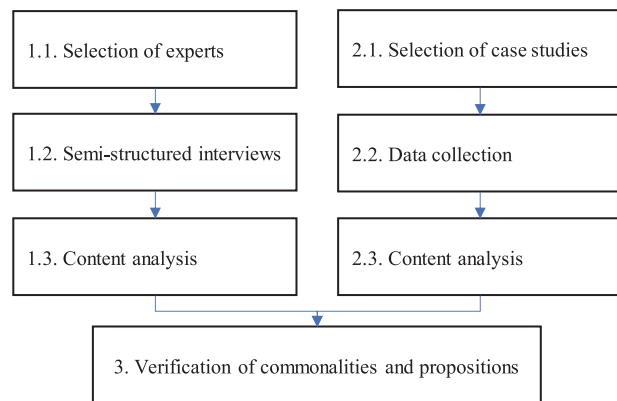 1.1. Selection of experts
2.1. Selection of case studies
1.2. Semi-structured interviews
2.2. Data collection
1.3. Content analysis
2.3. Content analysis
3. Verification of commonalities and propositions